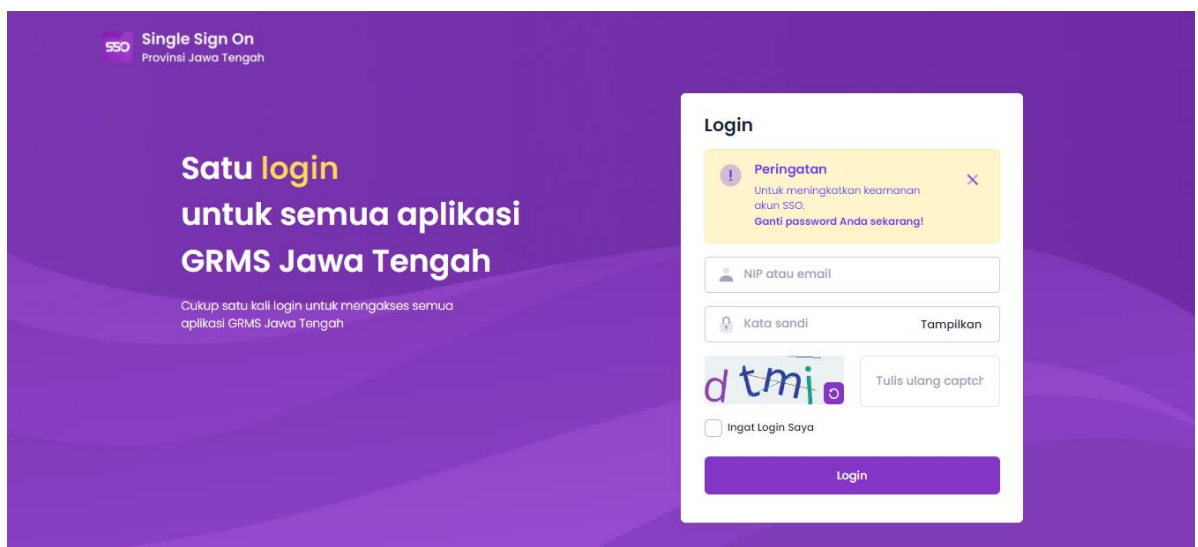 SSO Single Sign On
Provinsi Jawa Tengah
Satu login
untuk semua aplikasi
GRMS Jawa Tengah
Cukup satu kali login untuk mengakses semua
aplikasi GRMS Jawa Tengah
Login
! Peringatan
Untuk meningkatkan keamanan
akun SSO.
Ganti password Anda sekarang!
NIP atau email
Kata sandi Tampilkan
dtmi Tulis ulang captch
Ingat Login Saya
Login